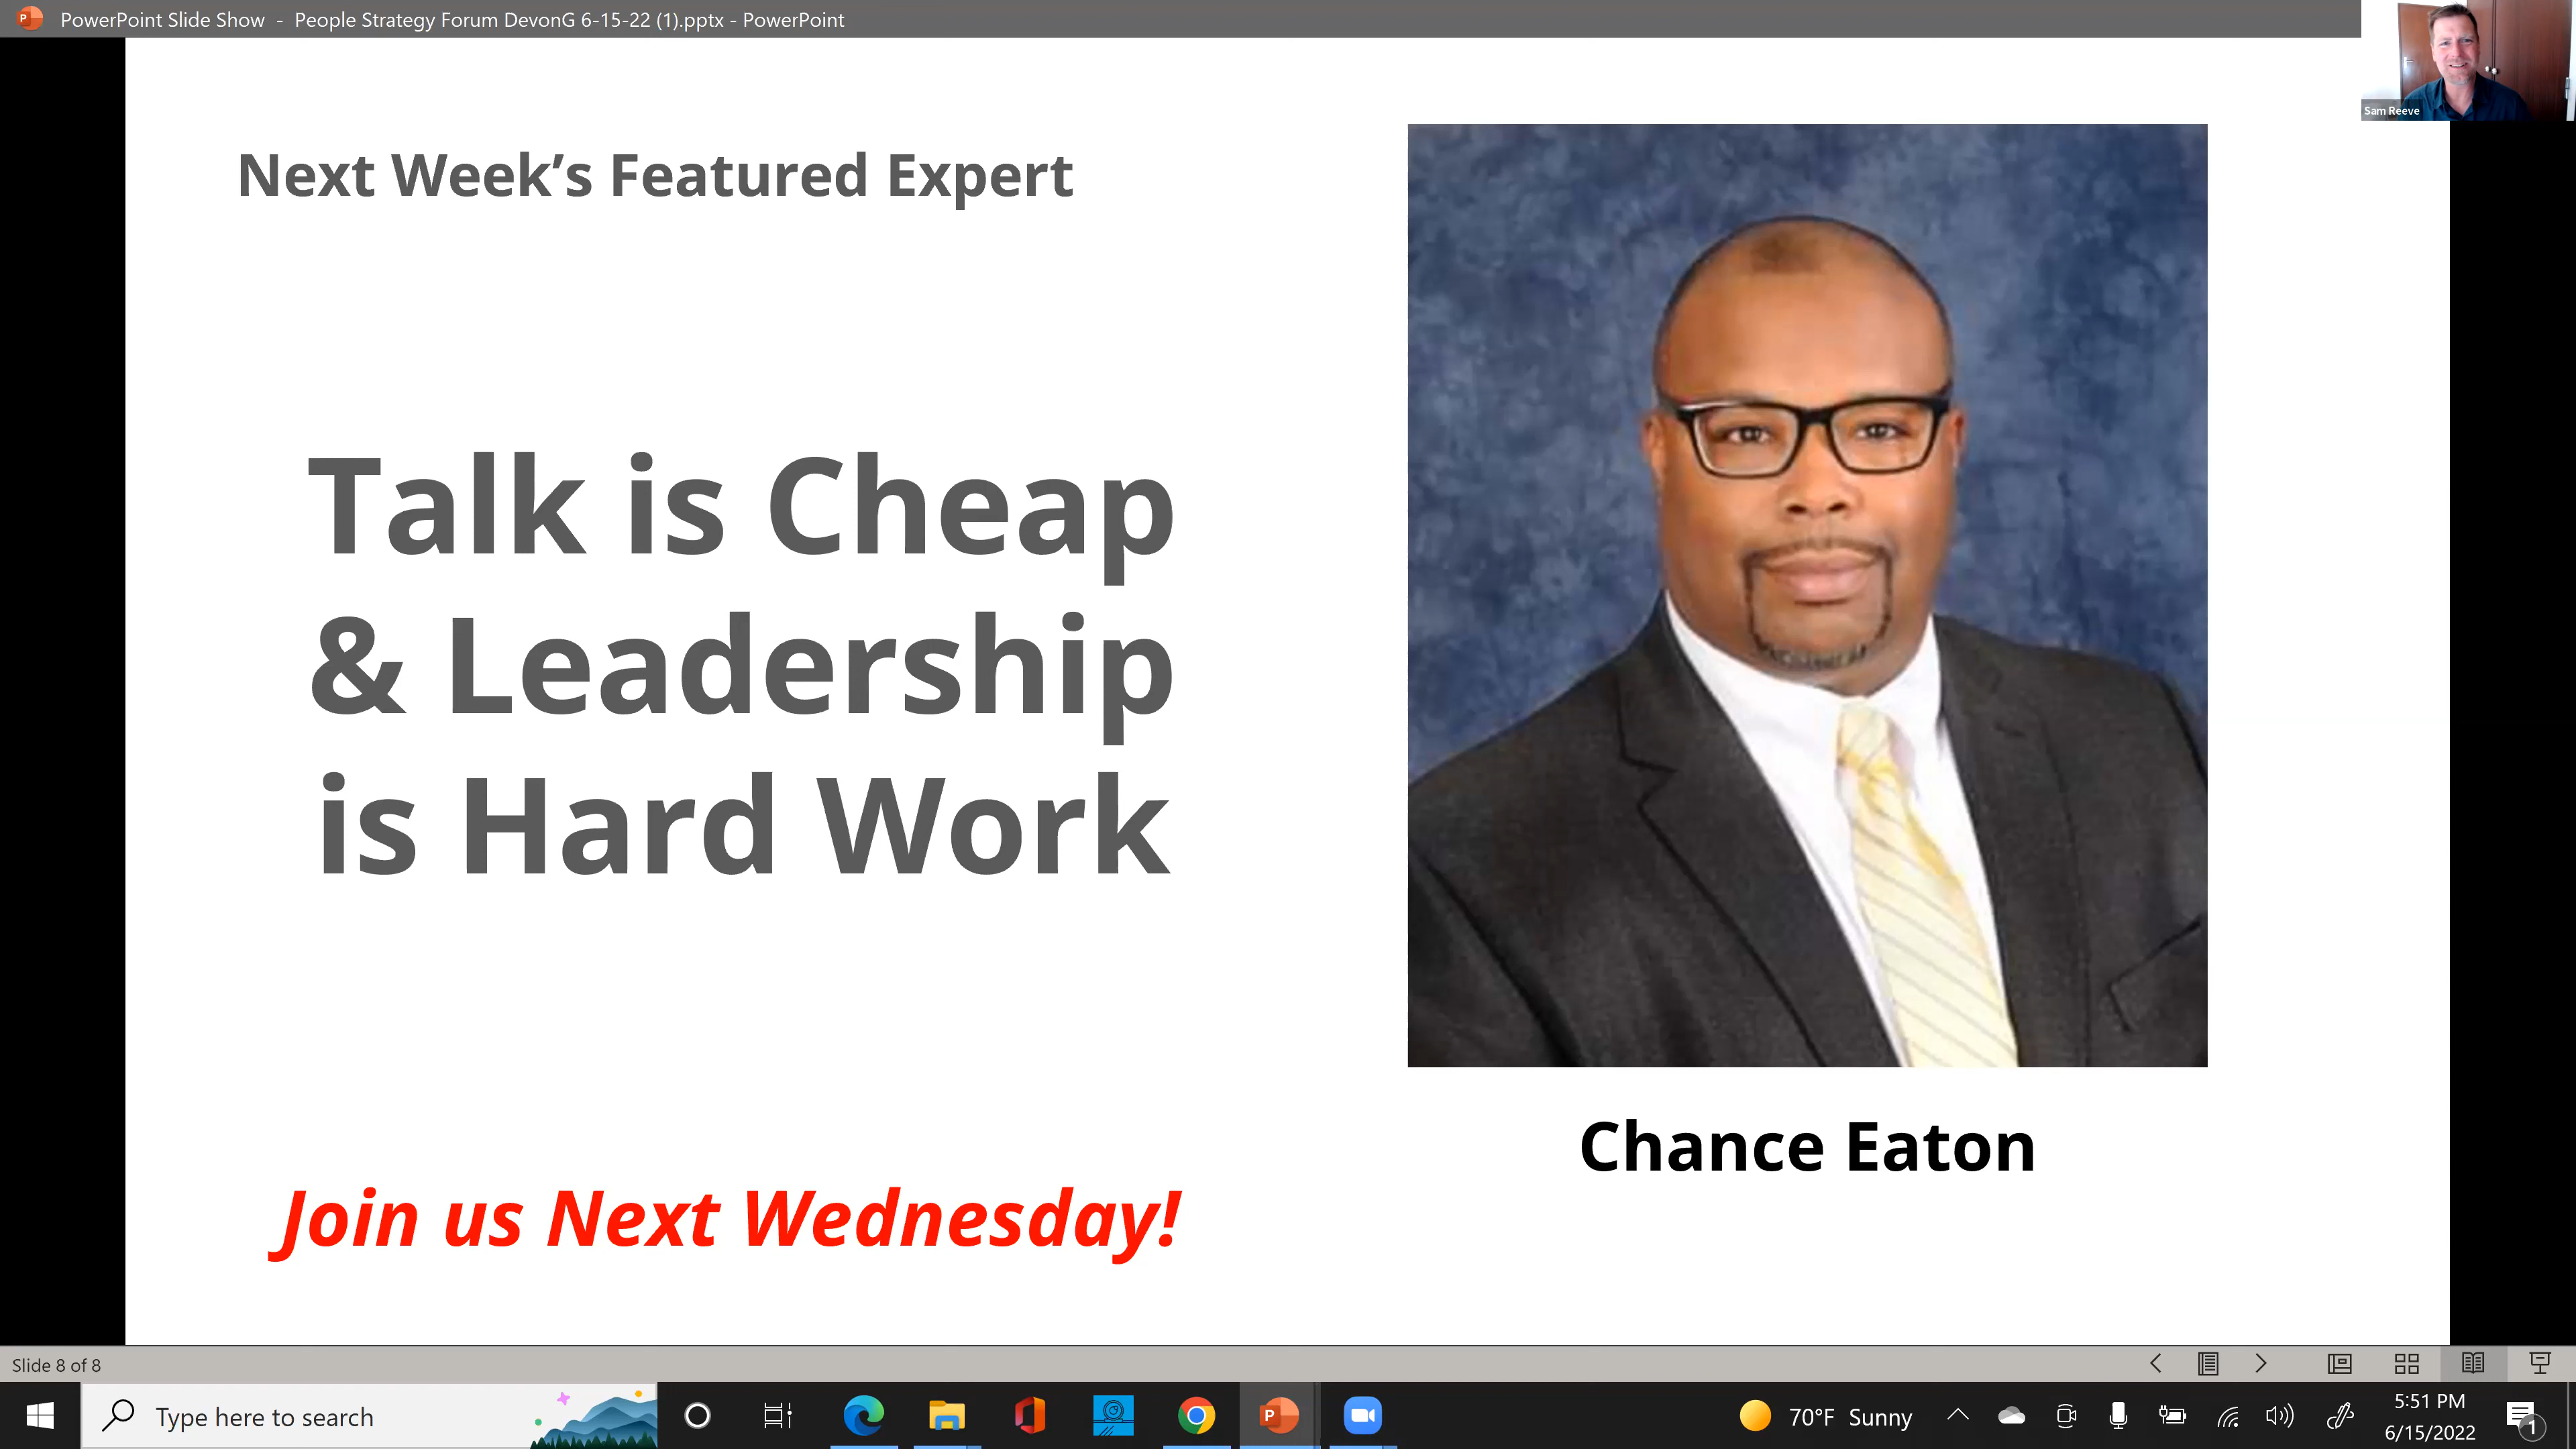 PowerPoint Slide Show - People Strategy Forum DevonG 6-15-22 (1).pptx - PowerPoint
Sam Reeve
Next Week’s Featured Expert
Talk is Cheap
& Leadership
is Hard Work
Chance Eaton
Join us Next Wednesday!
Slide 8 of 8
Type here to search
70°F Sunny
5:51 PM
6/15/2022
1